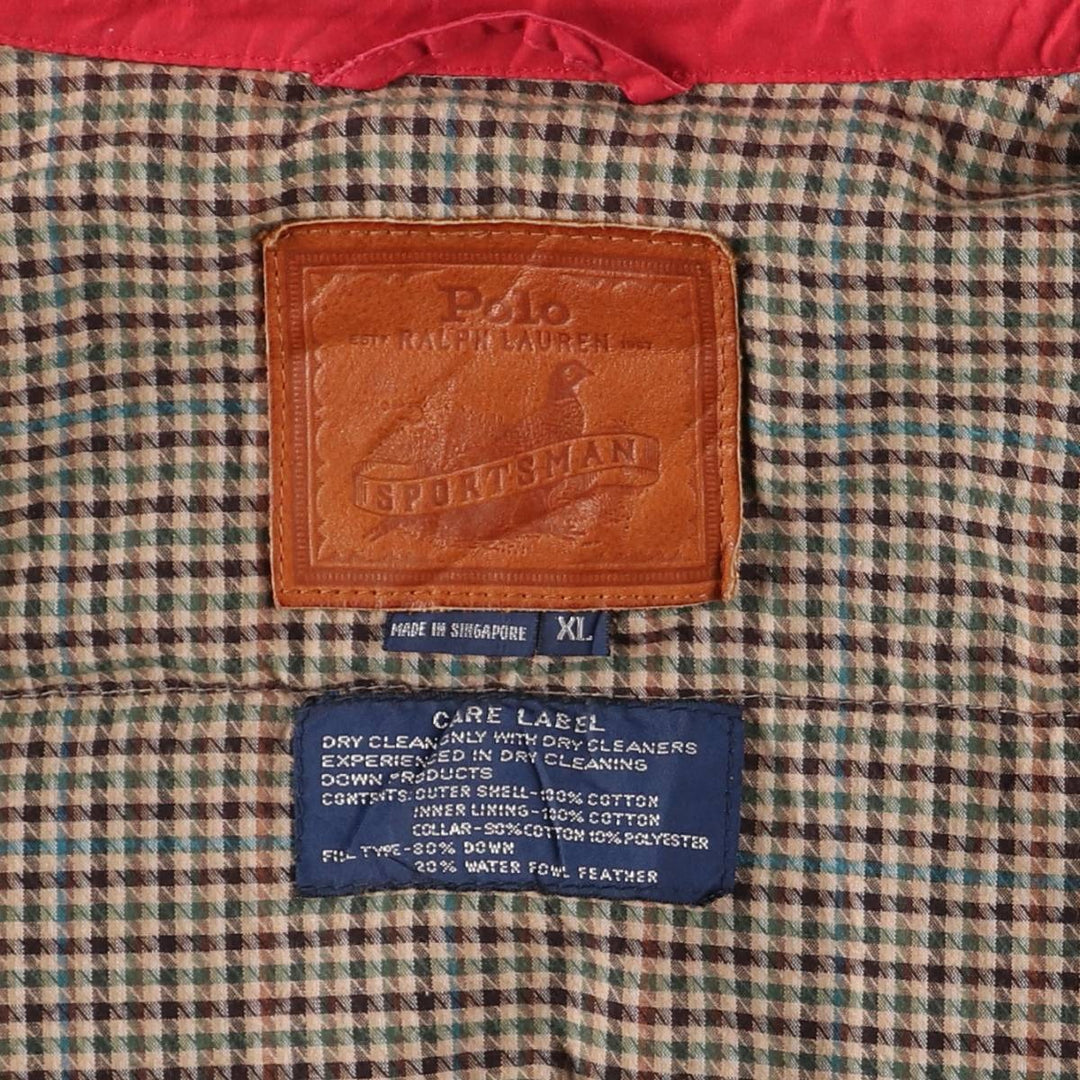 Polo
ESTD RALPH LAUREN 1967
SPORTSMAN
MADE IN SINGAPORE XL
CARE LABEL
DRY CLEAN ONLY WITH DRY CLEANERS
EXPERIENCED IN DRY CLEANING
DOWN PRODUCTS
CONTENTS: OUTER SHELL-100% COTTON
INNER LINING-100% COTTON
COLLAR-90% COTTON 10% POLYESTER
FILL TYPE-80% DOWN
20% WATER FOWL FEATHER